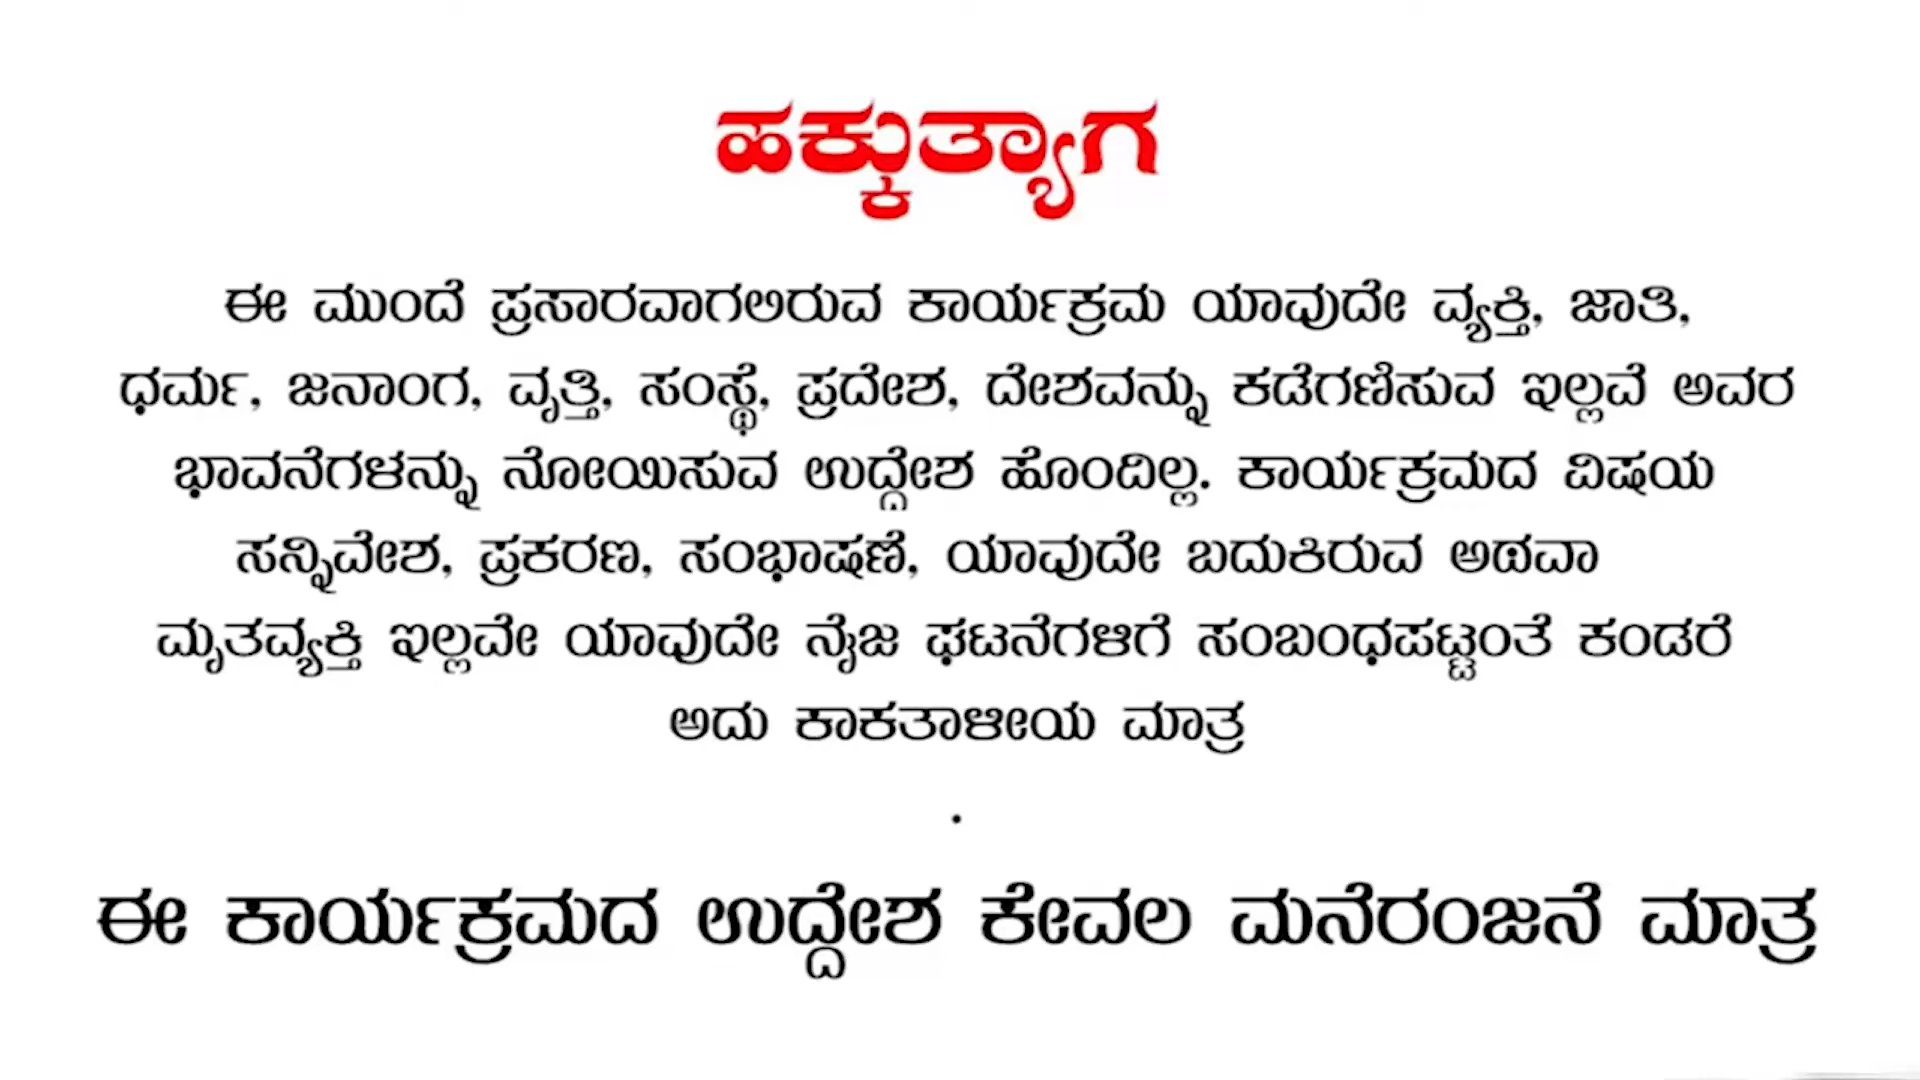 ಹಕ್ಕುತ್ಯಾಗ
ಈ ಮುಂದೆ ಪ್ರಸಾರವಾಗಲಿರುವ ಕಾರ್ಯಕ್ರಮ ಯಾವುದೇ ವ್ಯಕ್ತಿ, ಜಾತಿ,
ಧರ್ಮ, ಜನಾಂಗ, ವೃತ್ತಿ, ಸಂಸ್ಥೆ, ಪ್ರದೇಶ, ದೇಶವನ್ನು ಕಡೆಗಣಿಸುವ ಇಲ್ಲವೆ ಅವರ
ಭಾವನೆಗಳನ್ನು ನೋಯಿಸುವ ಉದ್ದೇಶ ಹೊಂದಿಲ್ಲ. ಕಾರ್ಯಕ್ರಮದ ವಿಷಯ
ಸನ್ನಿವೇಶ, ಪ್ರಕರಣ, ಸಂಭಾಷಣೆ, ಯಾವುದೇ ಬದುಕಿರುವ ಅಥವಾ
ಮೃತವ್ಯಕ್ತಿ ಇಲ್ಲವೇ ಯಾವುದೇ ನೈಜ ಘಟನೆಗಳಿಗೆ ಸಂಬಂಧಪಟ್ಟಂತೆ ಕಂಡರೆ
ಅದು ಕಾಕತಾಳೀಯ ಮಾತ್ರ
.
ಈ ಕಾರ್ಯಕ್ರಮದ ಉದ್ದೇಶ ಕೇವಲ ಮನೆರಂಜನೆ ಮಾತ್ರ